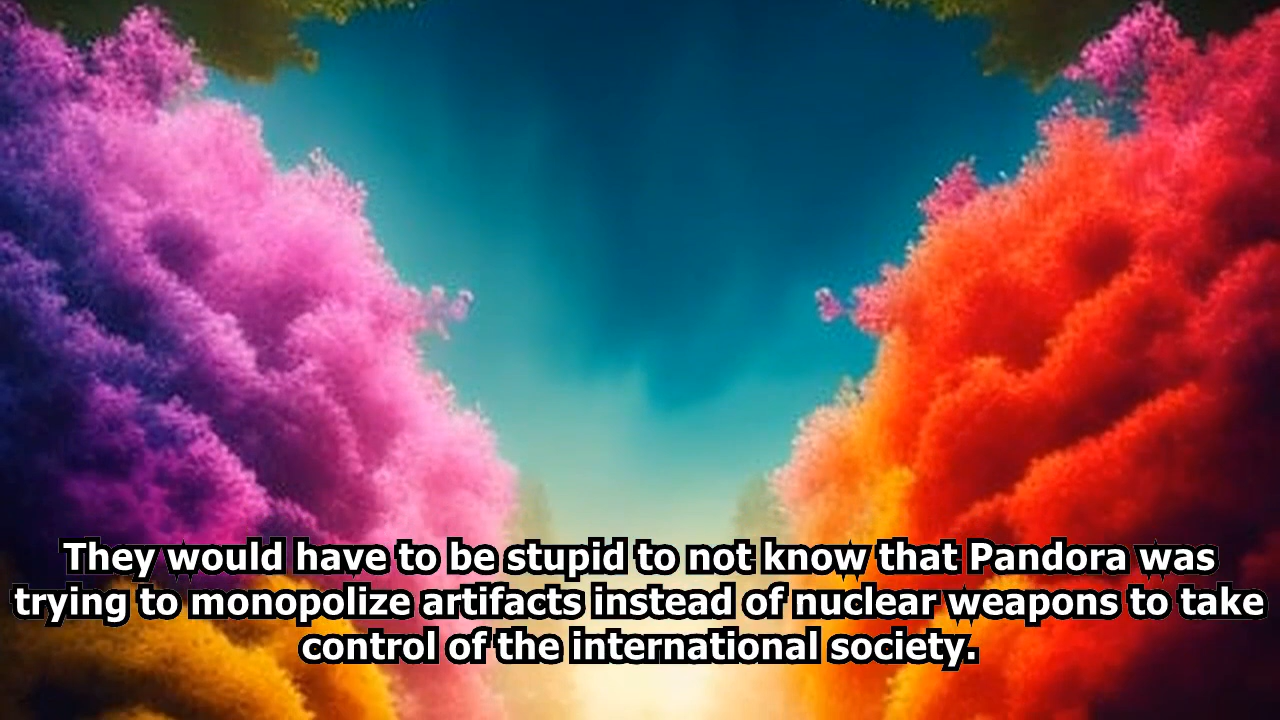 They would have to be stupid to not know that Pandora was
trying to monopolize artifacts instead of nuclear weapons to take
control of the international society.